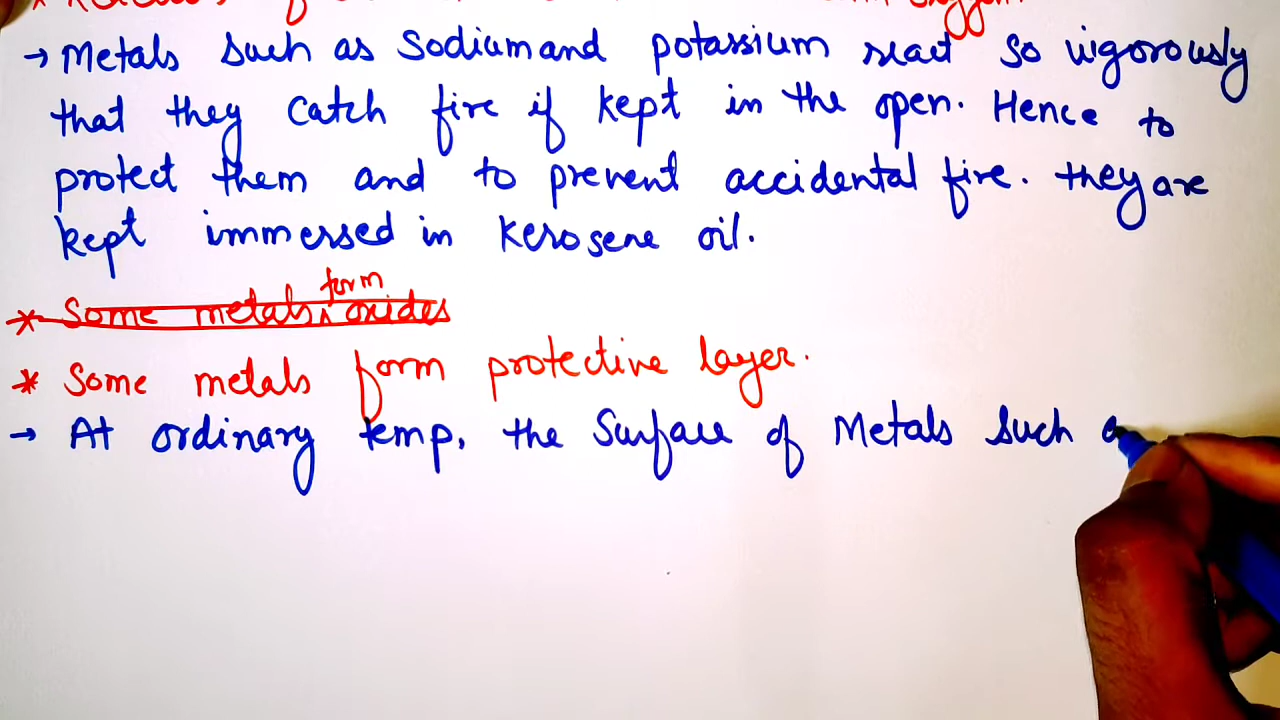 → Metals such as Sodium and potassium react so vigorously
that they catch fire if kept in the open. Hence to
protect them and to prevent accidental fire. they are
kept immersed in kerosene oil.
* Some metals form oxides
* Some metals form protective layer.
→ At ordinary temp, the Surface of Metals such a